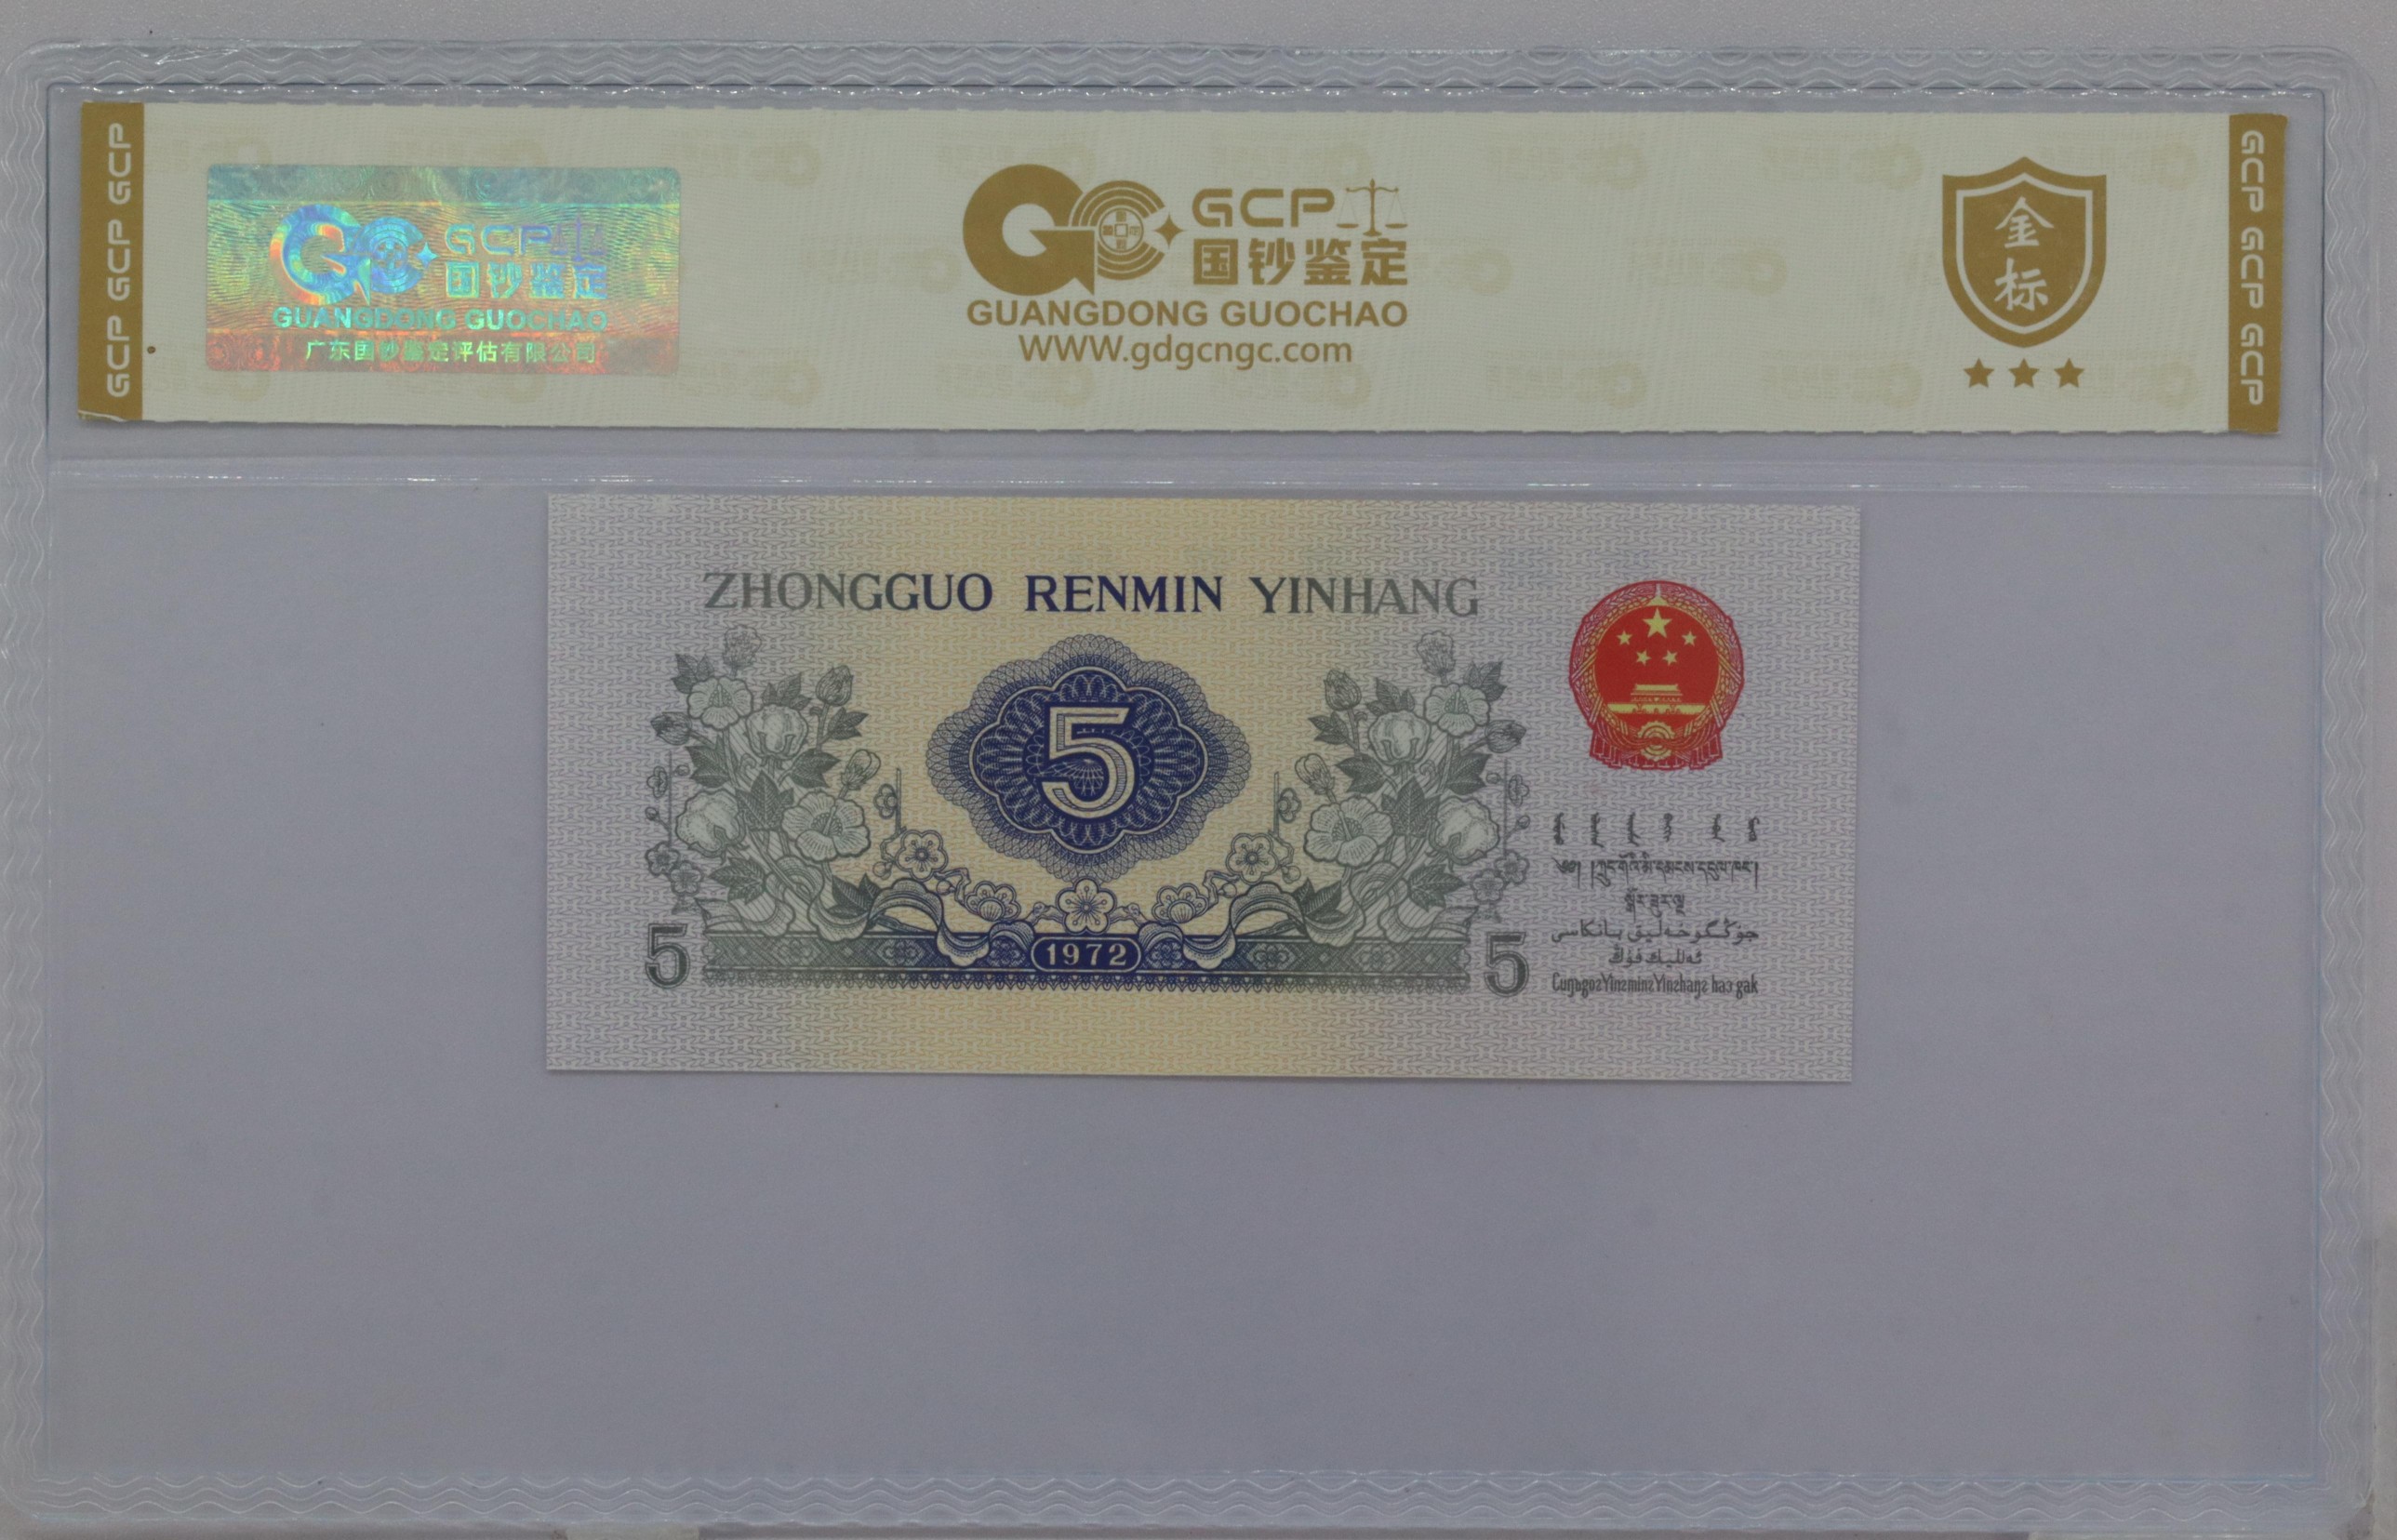 GCP GCP GCP
GCP
国钞鉴定
GUANGDONG GUOCHAO
广东国钞鉴定评估有限公司
GCP
国钞鉴定
GUANGDONG GUOCHAO
WWW.gdgcngc.com
金
标
GCP GCP GCP
ZHONGGUO RENMIN YINHANG
5
1972
5
5
جۇڭگوخەلىق بانكاسى